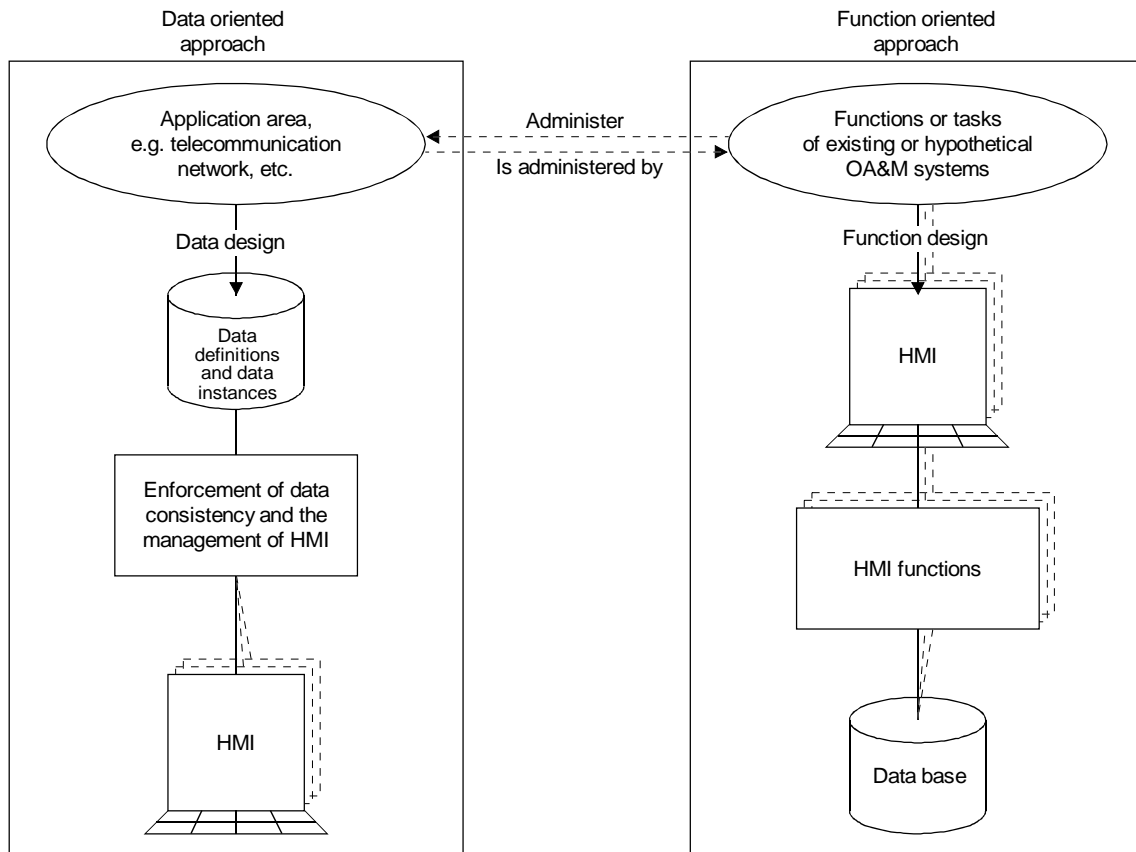 Data oriented
approach
Application area,
e.g. telecommunication
network, etc.
Data design
Data
definitions
and data
instances
Enforcement of data
consistency and the
management of HMI
HMI
Administer
Is administered by
Function oriented
approach
Functions or tasks
of existing or hypothetical
OA&M systems
Function design
HMI
HMI functions
Data base